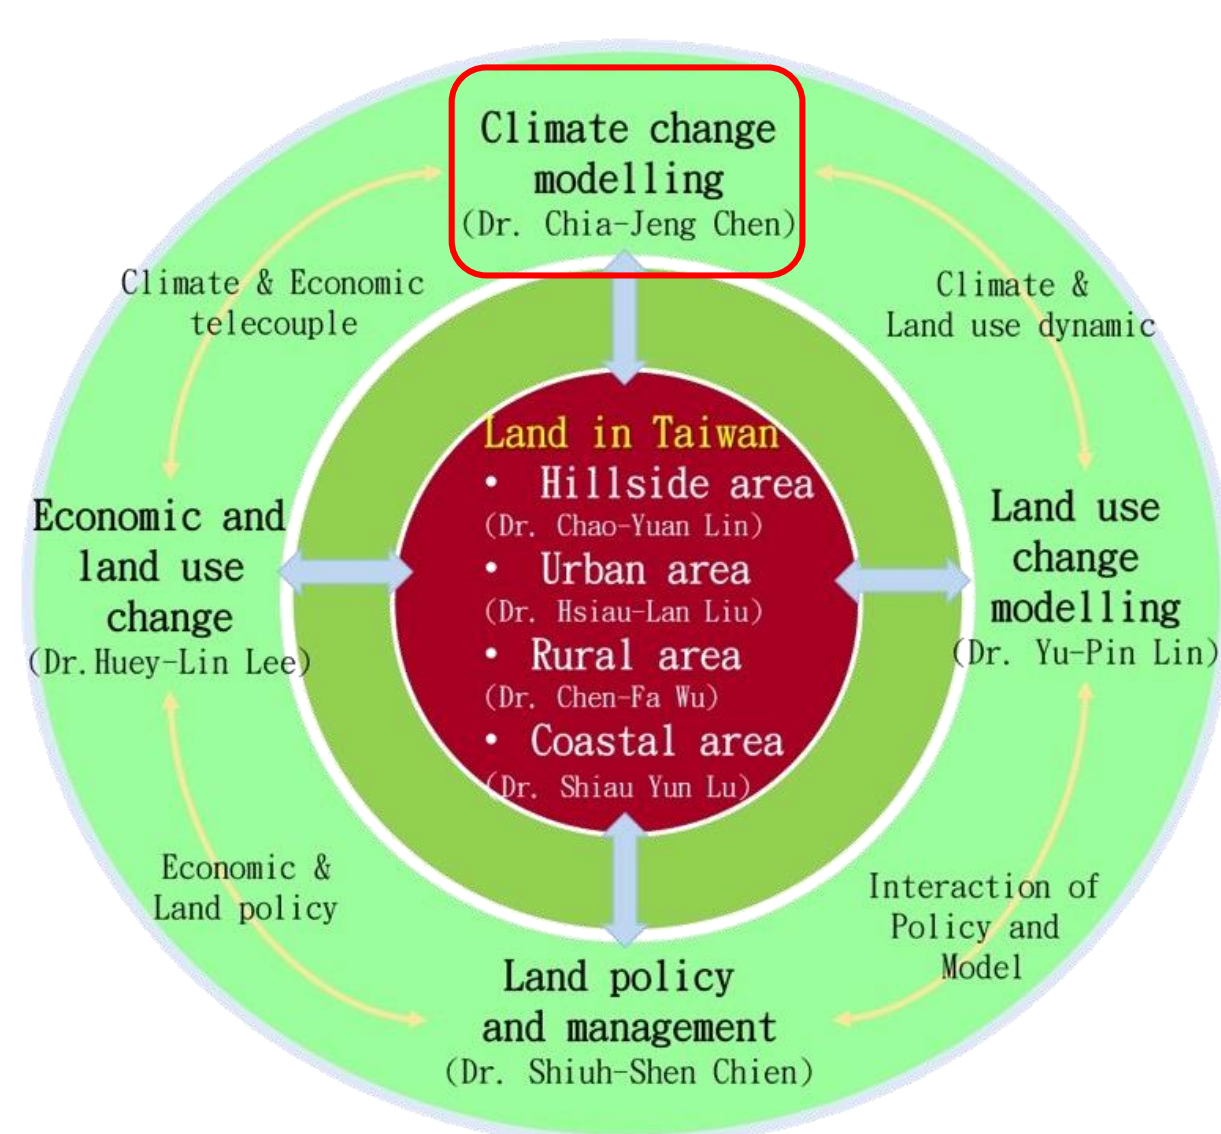 Climate change
modelling
(Dr. Chia-Jeng Chen)
Climate & Economic
telecouple
Climate &
Land use dynamic
Economic and
land use
change
(Dr.Huey-Lin Lee)
Land in Taiwan
• Hillside area
(Dr. Chao-Yuan Lin)
• Urban area
(Dr. Hsiau-Lan Liu)
• Rural area
(Dr. Chen-Fa Wu)
• Coastal area
(Dr. Shiau Yun Lu)
Land use
change
modelling
(Dr. Yu-Pin Lin)
Economic &
Land policy
Interaction of
Policy and
Model
Land policy
and management
(Dr. Shiuh-Shen Chien)